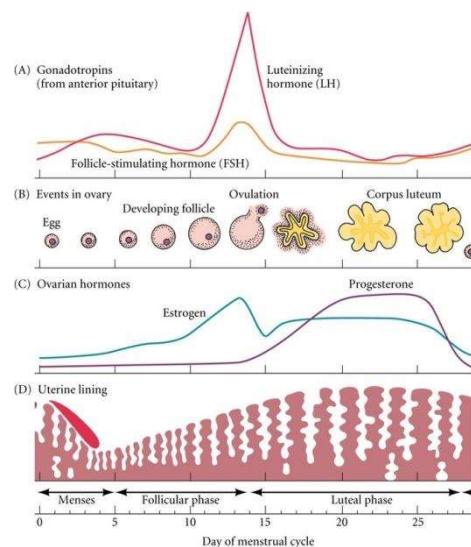 (A) Gonadotropins
(from anterior pituitary)
Luteinizing
hormone (LH)
Follicle-stimulating hormone (FSH)
(B) Events in ovary
Ovulation
Corpus luteum
Developing follicle
Egg
(C) Ovarian hormones
Progesterone
Estrogen
(D) Uterine lining
Menses
Follicular phase
Luteal phase
0 5 10 15 20 25
Day of menstrual cycle